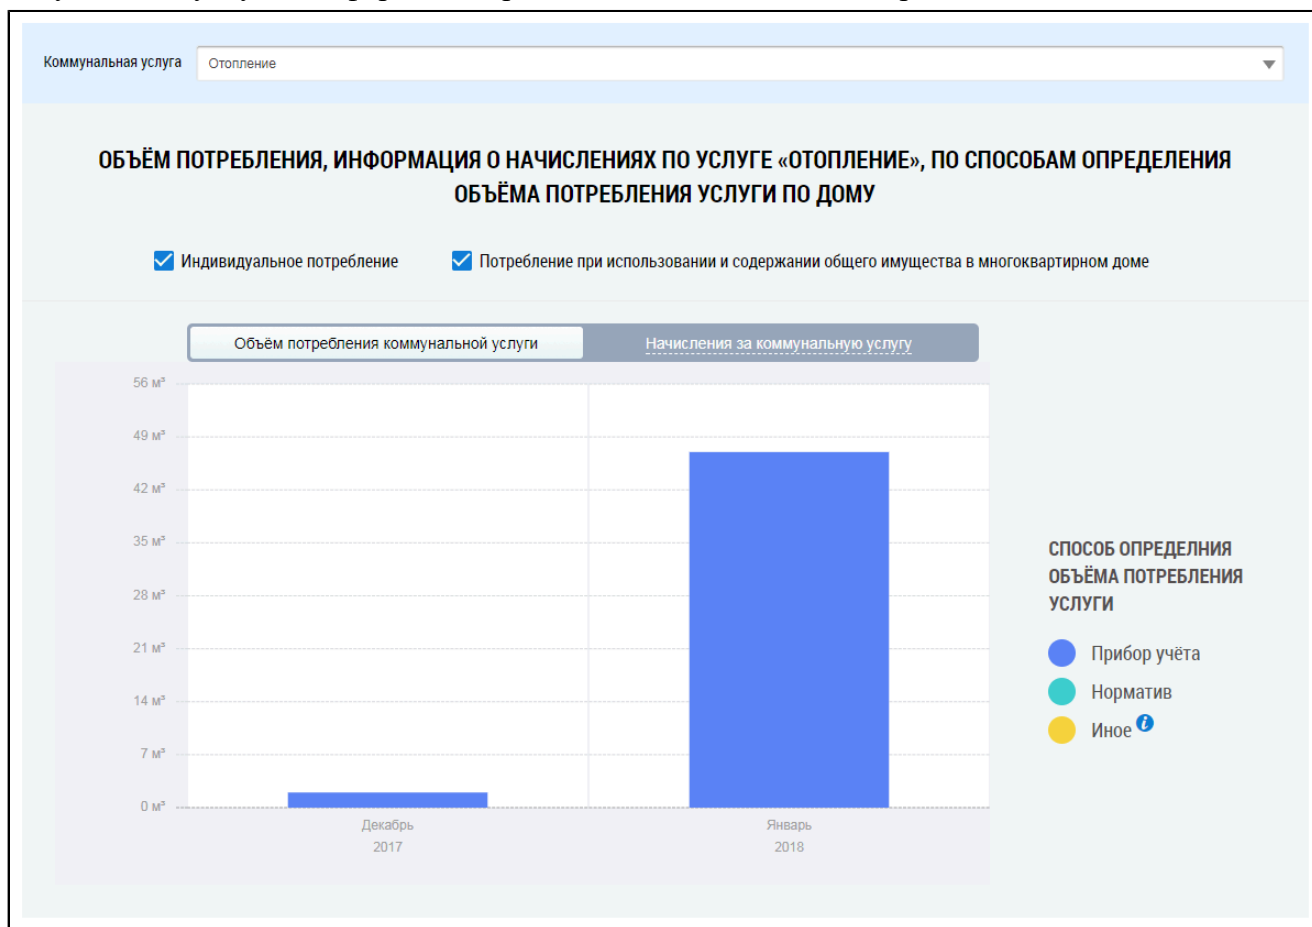 Коммунальная услуга Отопление
ОБЪЁМ ПОТРЕБЛЕНИЯ, ИНФОРМАЦИЯ О НАЧИСЛЕНИЯХ ПО УСЛУГЕ «ОТОПЛЕНИЕ», ПО СПОСОБАМ ОПРЕДЕЛЕНИЯ
ОБЪЁМА ПОТРЕБЛЕНИЯ УСЛУГИ ПО ДОМУ
Индивидуальное потребление Потребление при использовании и содержании общего имущества в многоквартирном доме
Объём потребления коммунальной услуги Начисления за коммунальную услугу
56 м³
49 м³
42 м³
35 м³
28 м³
21 м³
14 м³
7 м³
0 м³
Декабрь
2017
Январь
2018
СПОСОБ ОПРЕДЕЛНИЯ
ОБЪЁМА ПОТРЕБЛЕНИЯ
УСЛУГИ
Прибор учёта
Норматив
Иное i